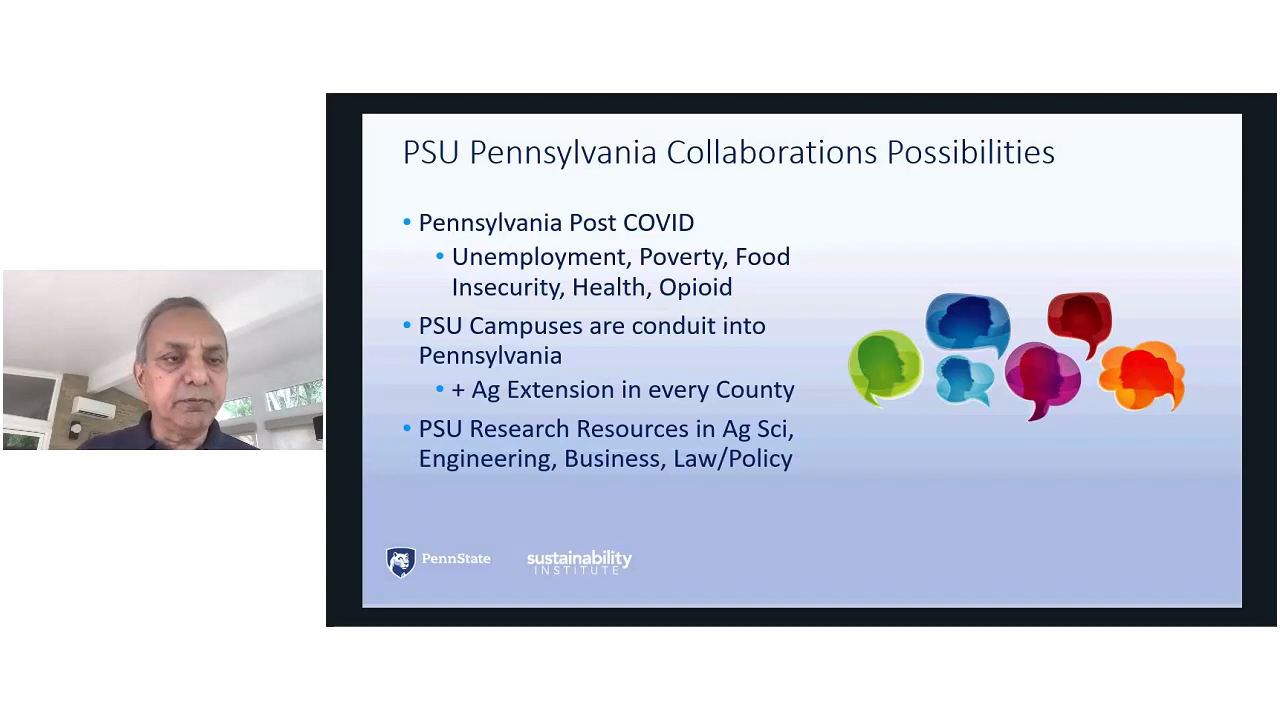 PSU Pennsylvania Collaborations Possibilities
• Pennsylvania Post COVID
• Unemployment, Poverty, Food
Insecurity, Health, Opioid
• PSU Campuses are conduit into
Pennsylvania
• + Ag Extension in every County
• PSU Research Resources in Ag Sci,
Engineering, Business, Law/Policy
PennState
sustainability
INSTITUTE